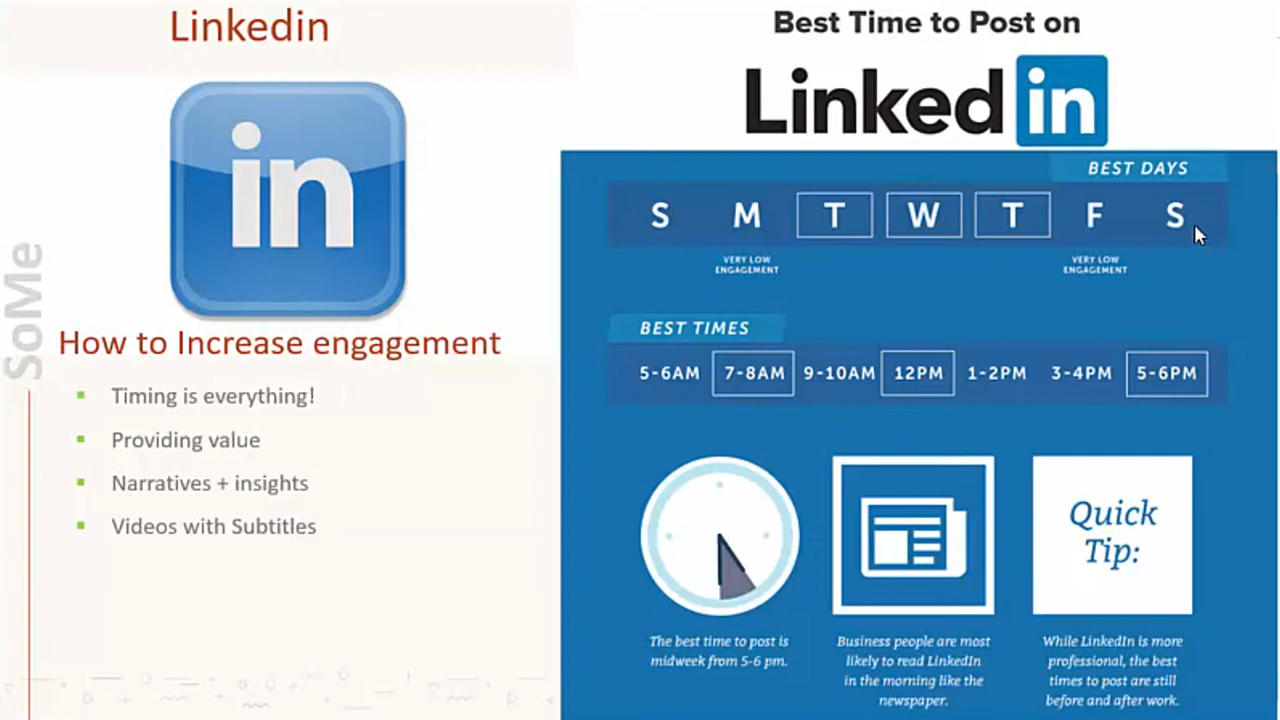 Linkedin
in
SoMe
How to Increase engagement
Timing is everything!
Providing value
Narratives + insights
Videos with Subtitles
Best Time to Post on
Linked in
BEST DAYS
S M T W T F S
VERY LOW ENGAGEMENT
VERY LOW ENGAGEMENT
BEST TIMES
5-6AM 7-8AM 9-10AM 12PM 1-2PM 3-4PM 5-6PM
The best time to post is
midweek from 5-6 pm.
Business people are most
likely to read LinkedIn
in the morning like the
newspaper.
Quick
Tip:
While LinkedIn is more
professional, the best
times to post are still
before and after work.